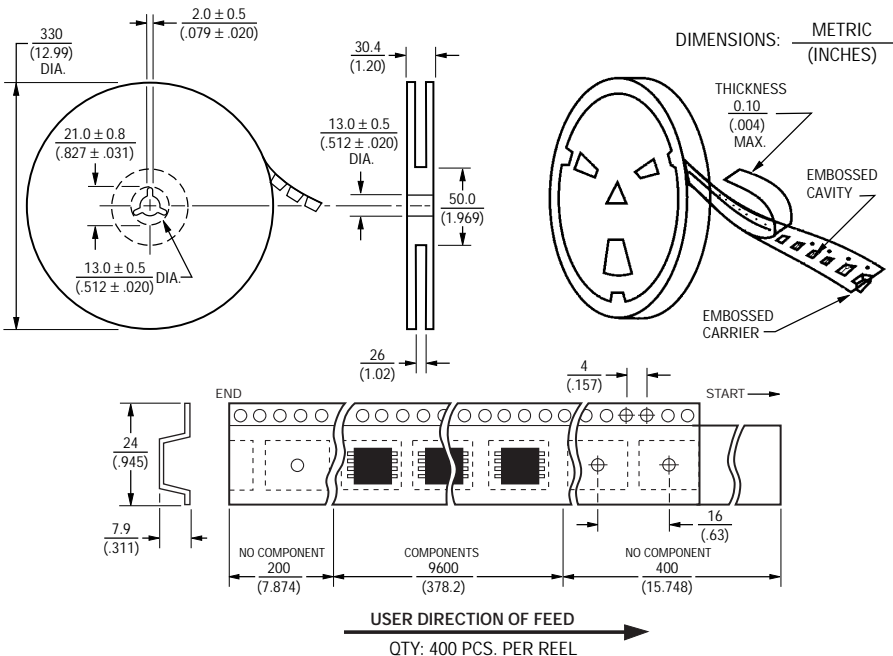 2.0 ± 0.5
(.079 ± .020)
330
(12.99)
DIA.
30.4
(1.20)
DIMENSIONS: METRIC
(INCHES)
THICKNESS
0.10
(.004)
MAX.
21.0 ± 0.8
(.827 ± .031)
13.0 ± 0.5
(.512 ± .020)
DIA.
EMBOSSED
CAVITY
50.0
(1.969)
13.0 ± 0.5
(.512 ± .020) DIA.
EMBOSSED
CARRIER
26
(1.02)
4
(.157)
END
START
24
(.945)
16
(.63)
7.9
(.311)
NO COMPONENT
200
(7.874)
COMPONENTS
9600
(378.2)
NO COMPONENT
400
(15.748)
USER DIRECTION OF FEED
QTY: 400 PCS. PER REEL